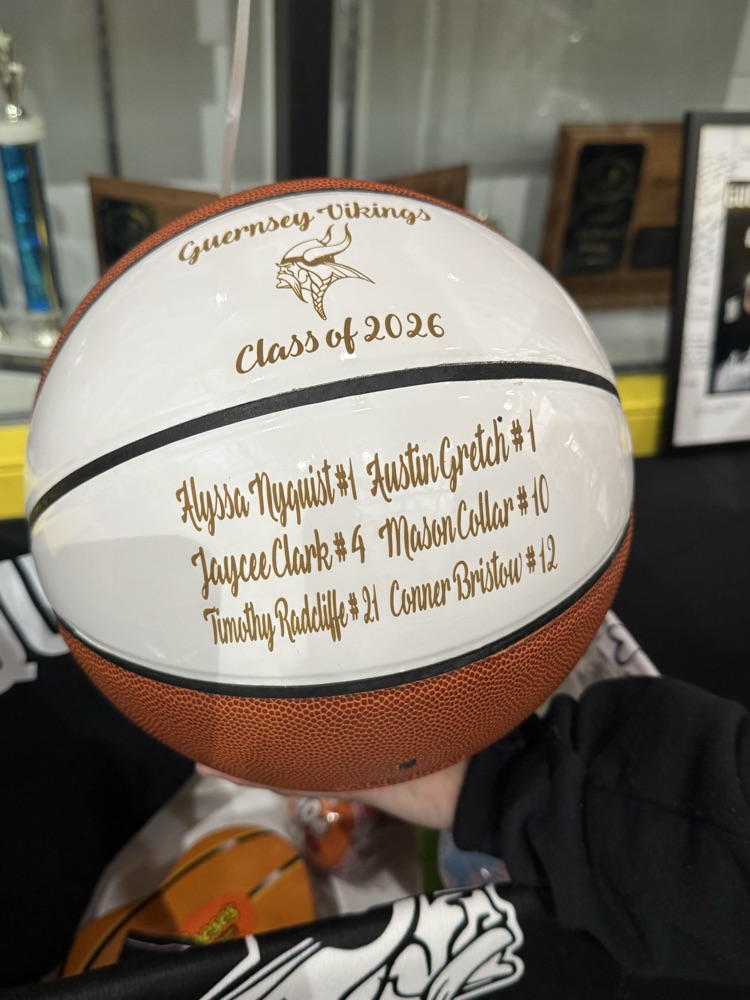 Guernsey Vikings
Class of 2026
Alyssa Nyquist #1 Austin Gretch #1
Jaycee Clark #4 Mason Collar #10
Timothy Radcliffe #21 Conner Bristow #12